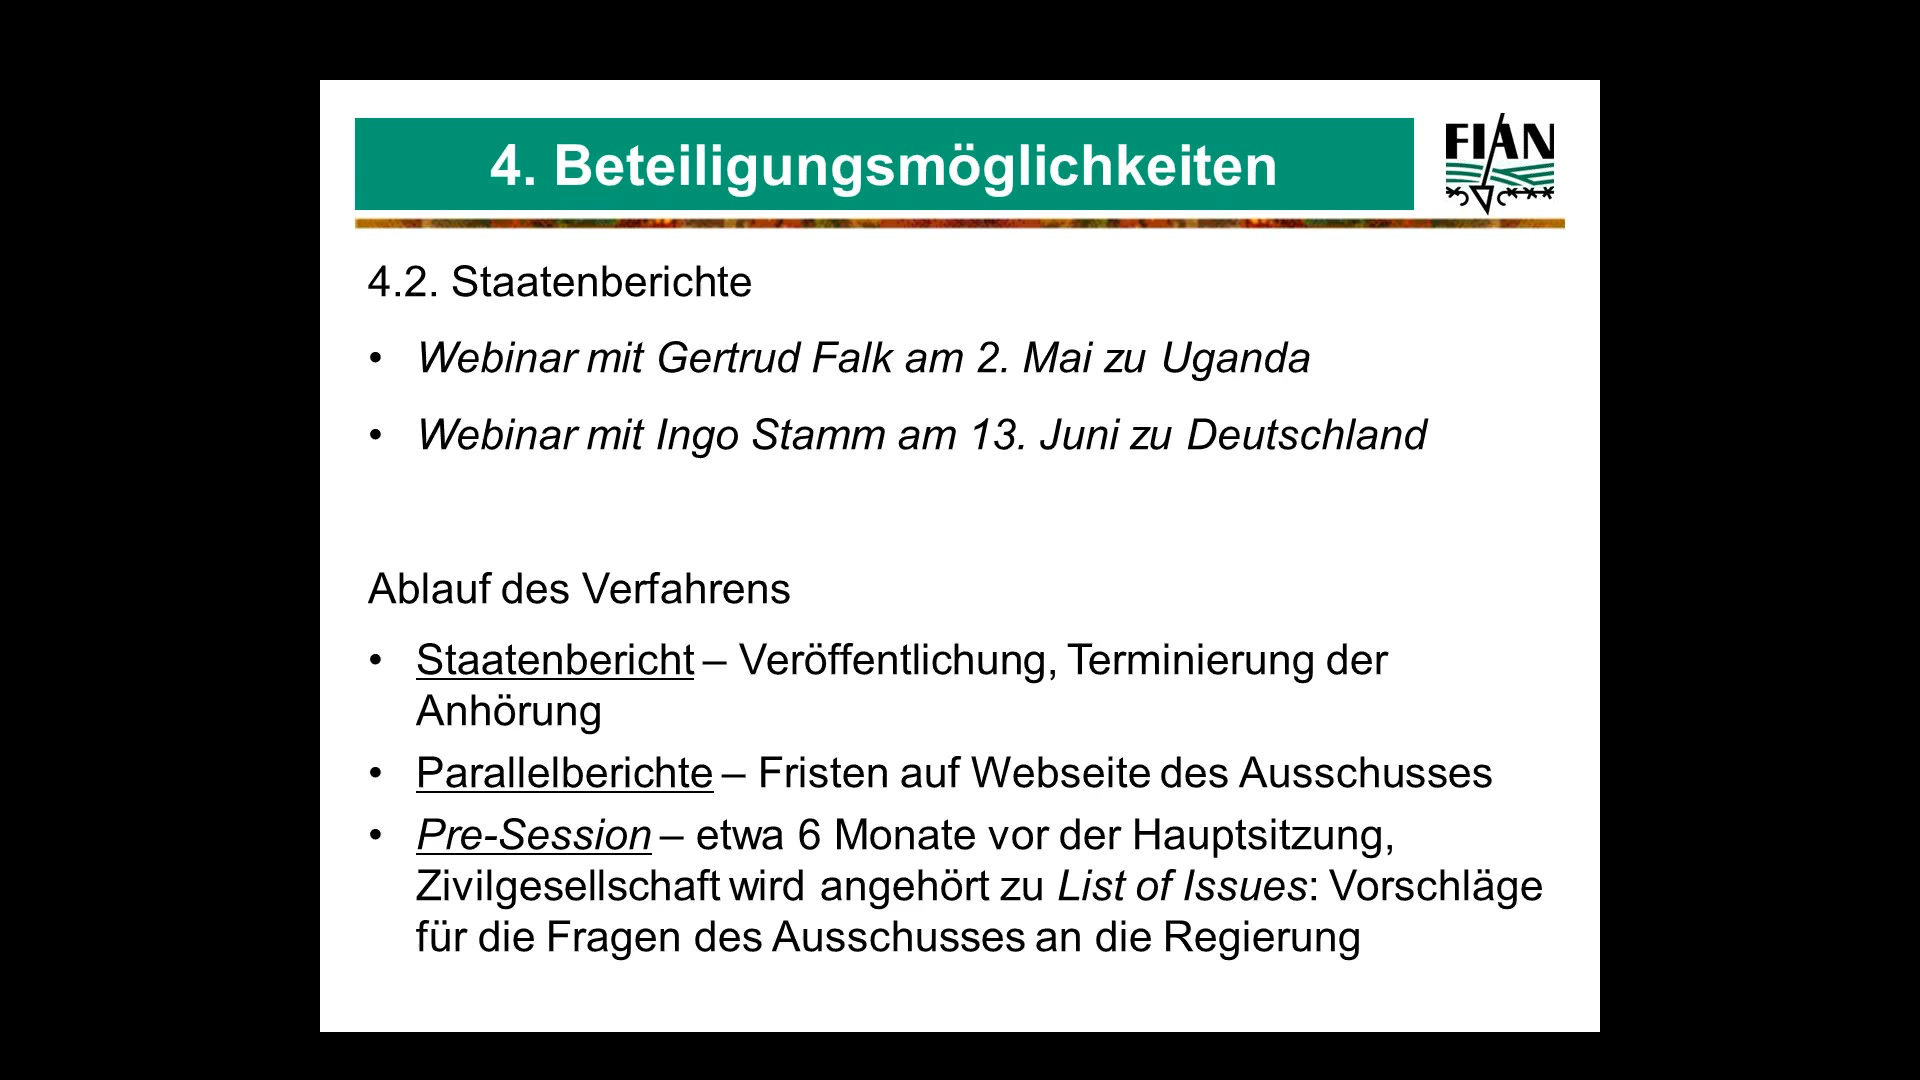 4. Beteiligungsmöglichkeiten
FIAN
4.2. Staatenberichte
• Webinar mit Gertrud Falk am 2. Mai zu Uganda
• Webinar mit Ingo Stamm am 13. Juni zu Deutschland
Ablauf des Verfahrens
• Staatenbericht – Veröffentlichung, Terminierung der
Anhörung
• Parallelberichte – Fristen auf Webseite des Ausschusses
• Pre-Session – etwa 6 Monate vor der Hauptsitzung,
Zivilgesellschaft wird angehört zu List of Issues: Vorschläge
für die Fragen des Ausschusses an die Regierung